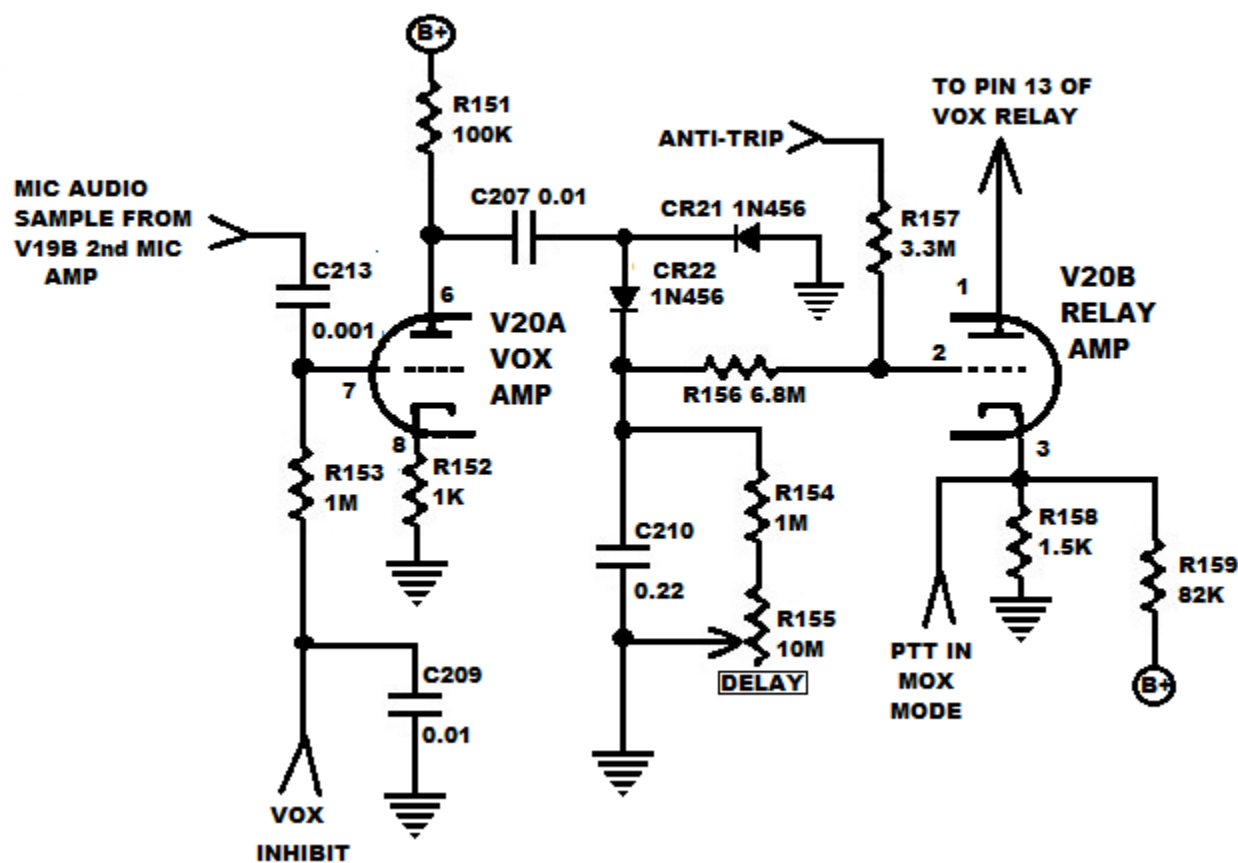 B+
R151
100K
TO PIN 13 OF
VOX RELAY
ANTI-TRIP
MIC AUDIO
SAMPLE FROM
V19B 2nd MIC
AMP
C207 0.01
CR21 1N456
R157
3.3M
C213
0.001
CR22
1N456
6
7
8
V20A
VOX
AMP
1
2
3
V20B
RELAY
AMP
R156 6.8M
R153
1M
R152
1K
R154
1M
C210
0.22
R155
10M
DELAY
R158
1.5K
R159
82K
PTT IN
MOX
MODE
B+
C209
0.01
VOX
INHIBIT